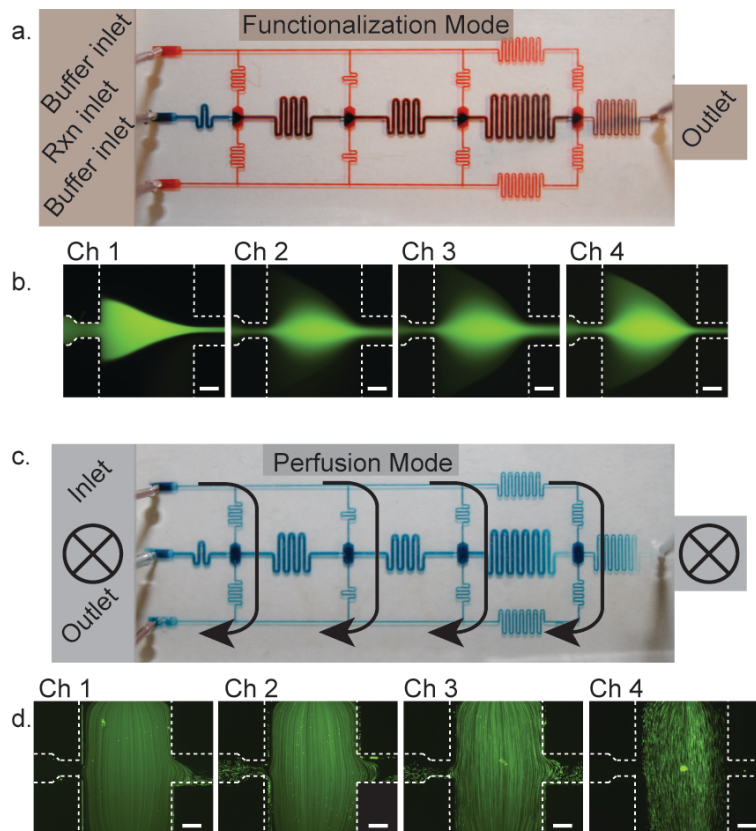 a.
Functionalization Mode
Buffer inlet
Rxn inlet
Buffer inlet
Outlet
Ch 1
Ch 2
Ch 3
Ch 4
b.
c.
Perfusion Mode
Inlet
Outlet
Ch 1
Ch 2
Ch 3
Ch 4
d.